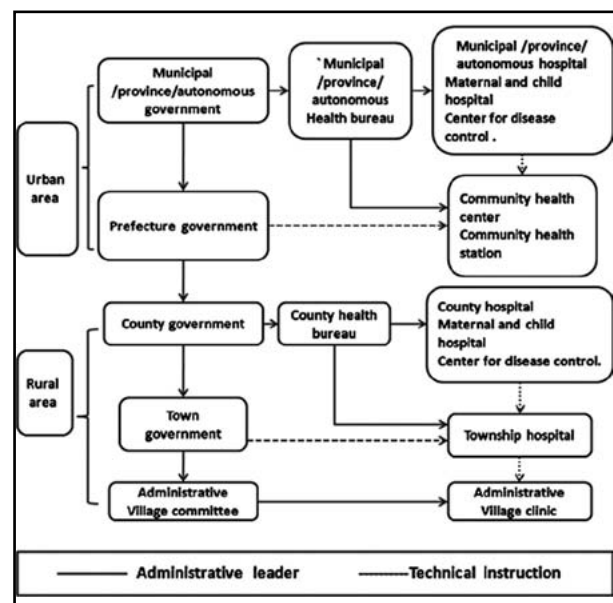 Municipal
/province/autonomous
government
`Municipal
/province/
autonomous
Health bureau
Municipal /province/
autonomous hospital
Maternal and child
hospital
Center for disease
control .
Urban
area
Prefecture government
Community health
center
Community health
station
County government
County health
bureau
County hospital
Maternal and child
hospital
Center for disease control.
Rural
area
Town
government
Township hospital
Administrative
Village committee
Administrative
Village clinic
Administrative leader
Technical instruction